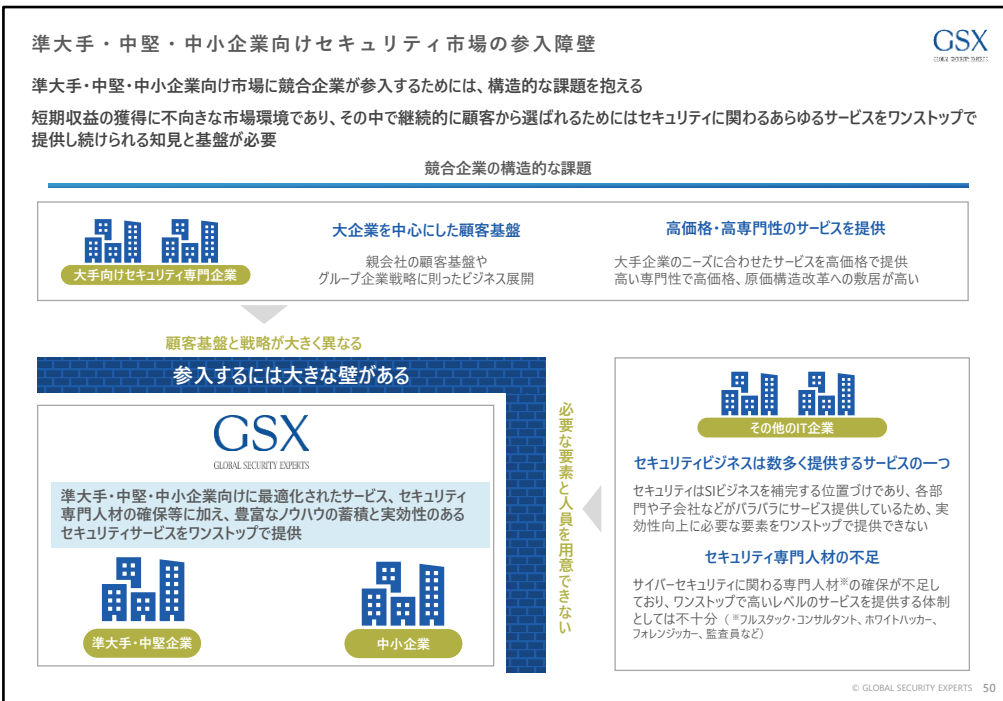 準大手・中堅・中小企業向けセキュリティ市場の参入障壁
GSX
GLOBAL SECURITY EXPERTS
準大手・中堅・中小企業向け市場に競合企業が参入するためには、構造的な課題を抱える
短期収益の獲得に不向きな市場環境であり、その中で継続的に顧客から選ばれるためにはセキュリティに関わるあらゆるサービスをワンストップで
提供し続けられる知見と基盤が必要
競合企業の構造的な課題
大手向けセキュリティ専門企業
大企業を中心にした顧客基盤
親会社の顧客基盤や
グループ企業戦略に則ったビジネス展開
高価格・高専門性のサービスを提供
大手企業のニーズに合わせたサービスを高価格で提供
高い専門性で高価格、原価構造改革への敷居が高い
顧客基盤と戦略が大きく異なる
参入するには大きな壁がある
GSX
GLOBAL SECURITY EXPERTS
準大手・中堅・中小企業向けに最適化されたサービス、セキュリティ
専門人材の確保等に加え、豊富なノウハウの蓄積と実効性のある
セキュリティサービスをワンストップで提供
準大手・中堅企業
中小企業
必要な要素と人員を用意できない
その他のIT企業
セキュリティビジネスは数多く提供するサービスの一つ
セキュリティはSIビジネスを補完する位置づけであり、各部
門や子会社などがバラバラにサービス提供しているため、実
効性向上に必要な要素をワンストップで提供できない
セキュリティ専門人材の不足
サイバーセキュリティに関わる専門人材※の確保が不足し
ており、ワンストップで高いレベルのサービスを提供する体制
としては不十分（※フルスタック・コンサルタント、ホワイトハッカー、
フォレンジッカー、監査員など）
© GLOBAL SECURITY EXPERTS 50